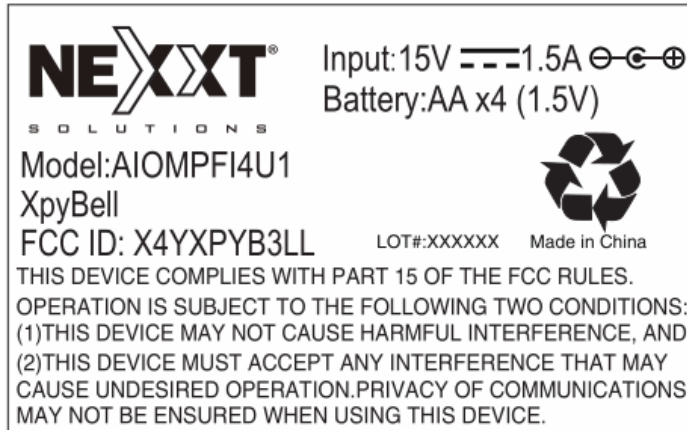 NEXXT®
SOLUTIONS
Input:15V 1.5A
Battery:AA x4 (1.5V)
Model:AIOMPFI4U1
XpyBell
FCC ID: X4YXPYB3LL
LOT#:XXXXXX
Made in China
THIS DEVICE COMPLIES WITH PART 15 OF THE FCC RULES.
OPERATION IS SUBJECT TO THE FOLLOWING TWO CONDITIONS:
(1)THIS DEVICE MAY NOT CAUSE HARMFUL INTERFERENCE, AND
(2)THIS DEVICE MUST ACCEPT ANY INTERFERENCE THAT MAY
CAUSE UNDESIRED OPERATION.PRIVACY OF COMMUNICATIONS
MAY NOT BE ENSURED WHEN USING THIS DEVICE.